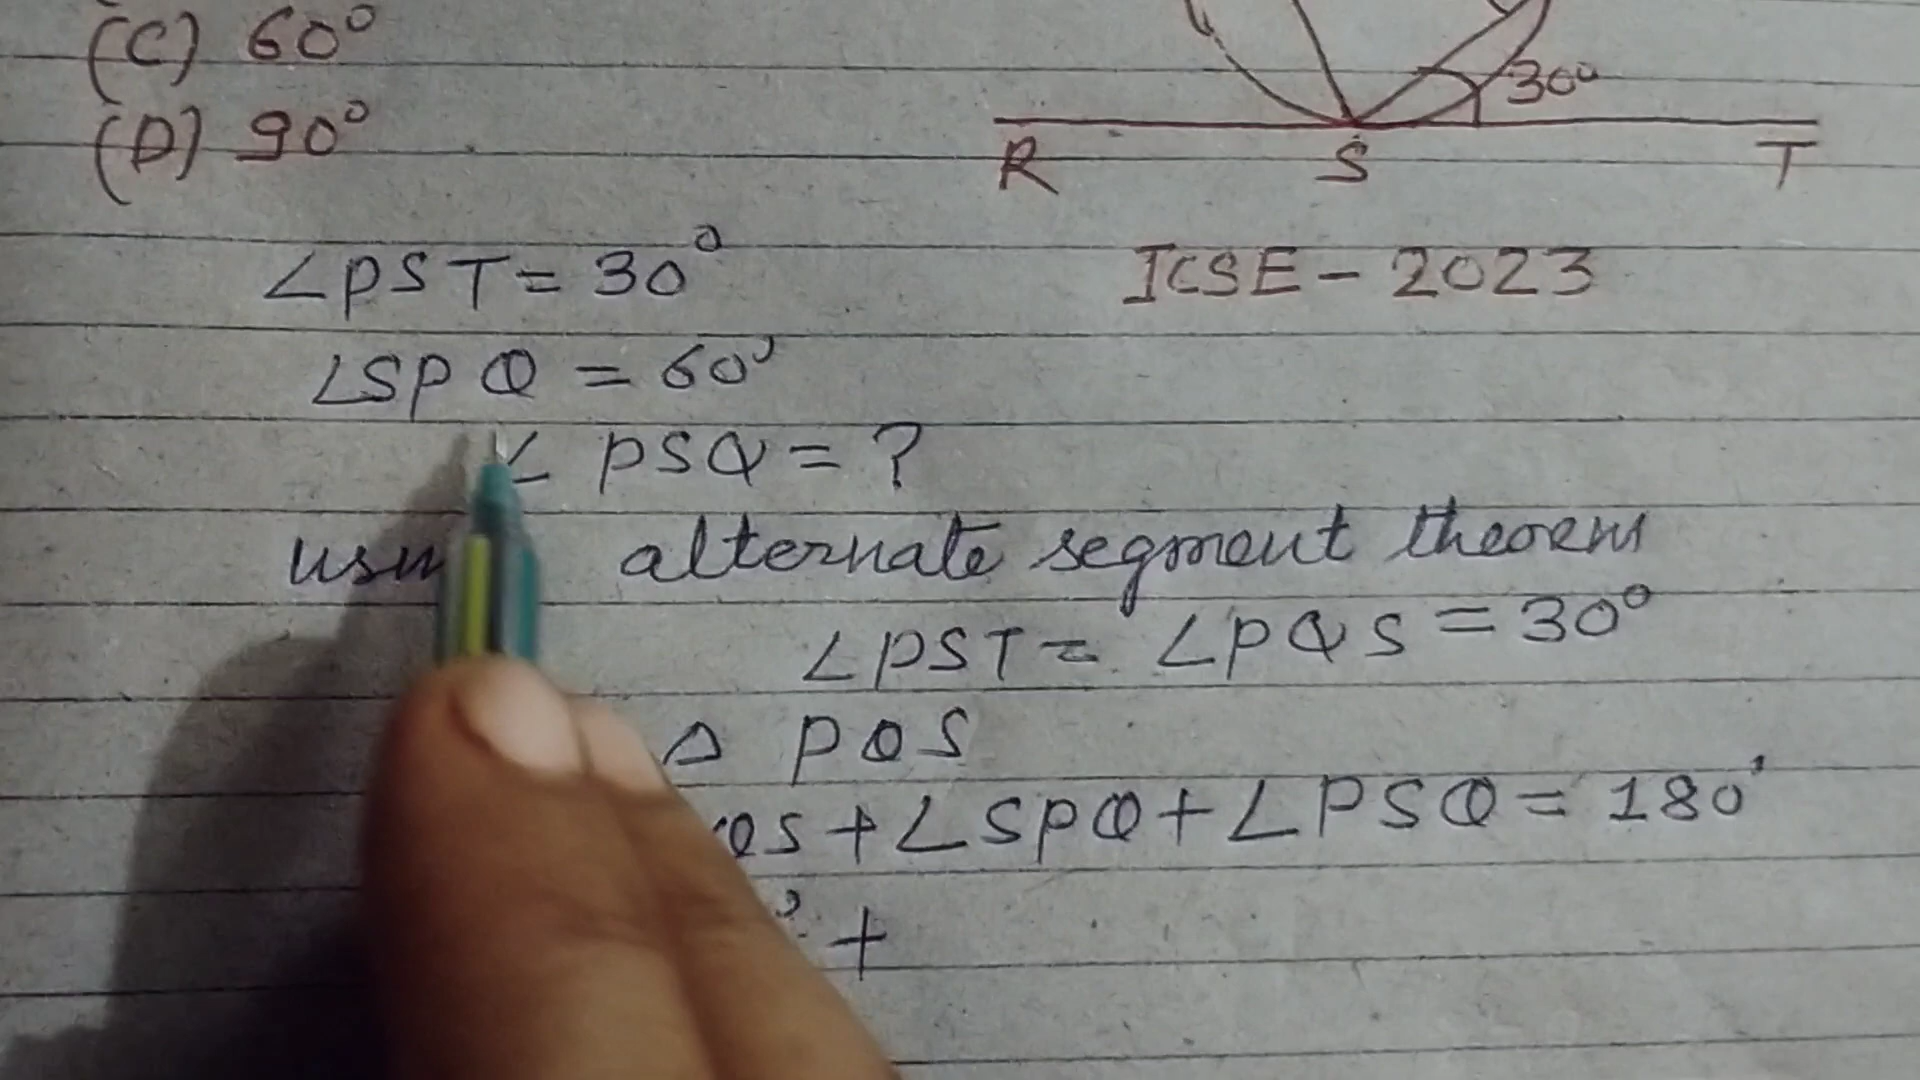 (C) 60°
(D) 90°
30°
R S T
∠PST = 30°
ICSE - 2023
∠SPQ = 60°
∠ PSQ = ?
alternate segment theorem
∠PST = ∠PQS = 30°
△ PQS
QS + ∠SPQ + ∠PSQ = 180°
° +